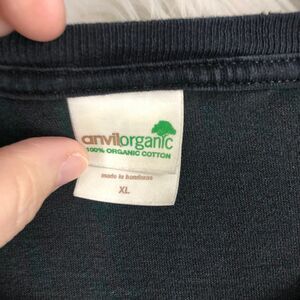 anvilorganic
100% ORGANIC COTTON
made in honduras
XL